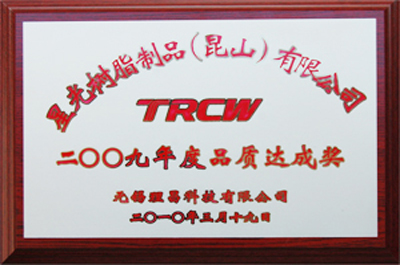 星光树脂制品(昆山)有限公司
TRCW
二〇〇九年度品质达成奖
无锡理昌科技有限公司
二〇一〇年三月十九日